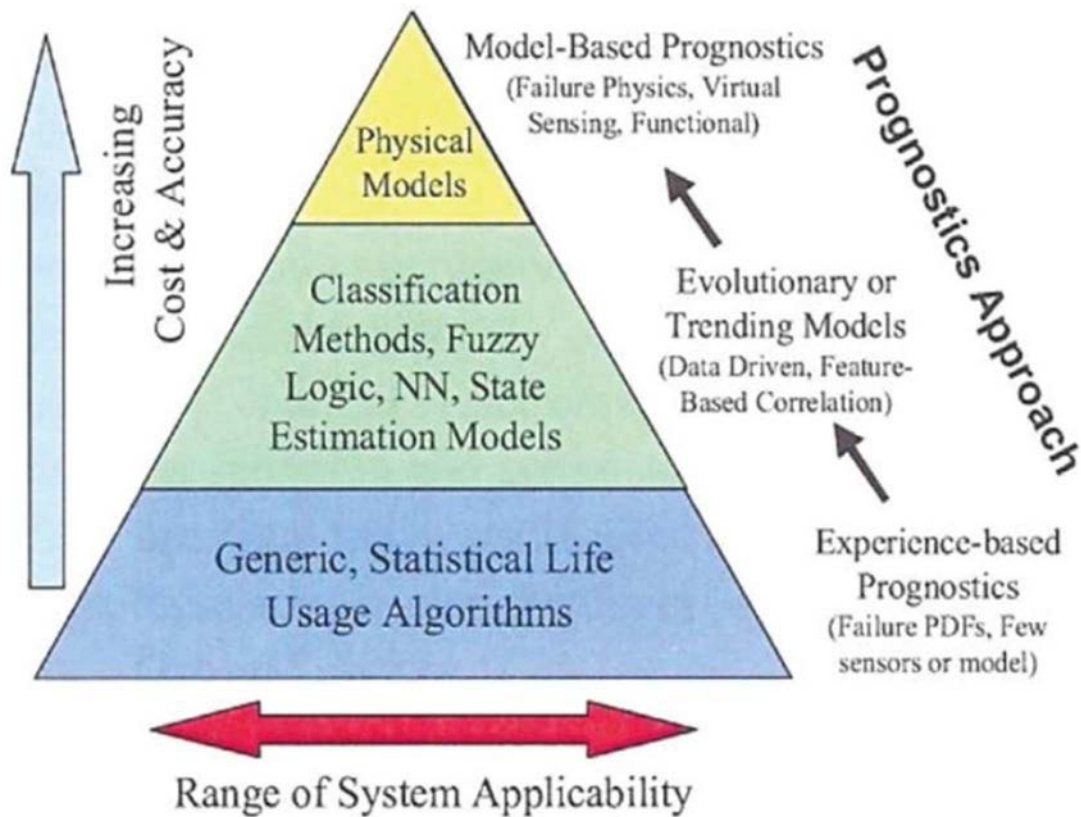 Increasing
Cost & Accuracy
Physical
Models
Classification
Methods, Fuzzy
Logic, NN, State
Estimation Models
Generic, Statistical Life
Usage Algorithms
Model-Based Prognostics
(Failure Physics, Virtual
Sensing, Functional)
Evolutionary or
Trending Models
(Data Driven, Feature-
Based Correlation)
Experience-based
Prognostics
(Failure PDFs, Few
sensors or model)
Prognostics Approach
Range of System Applicability